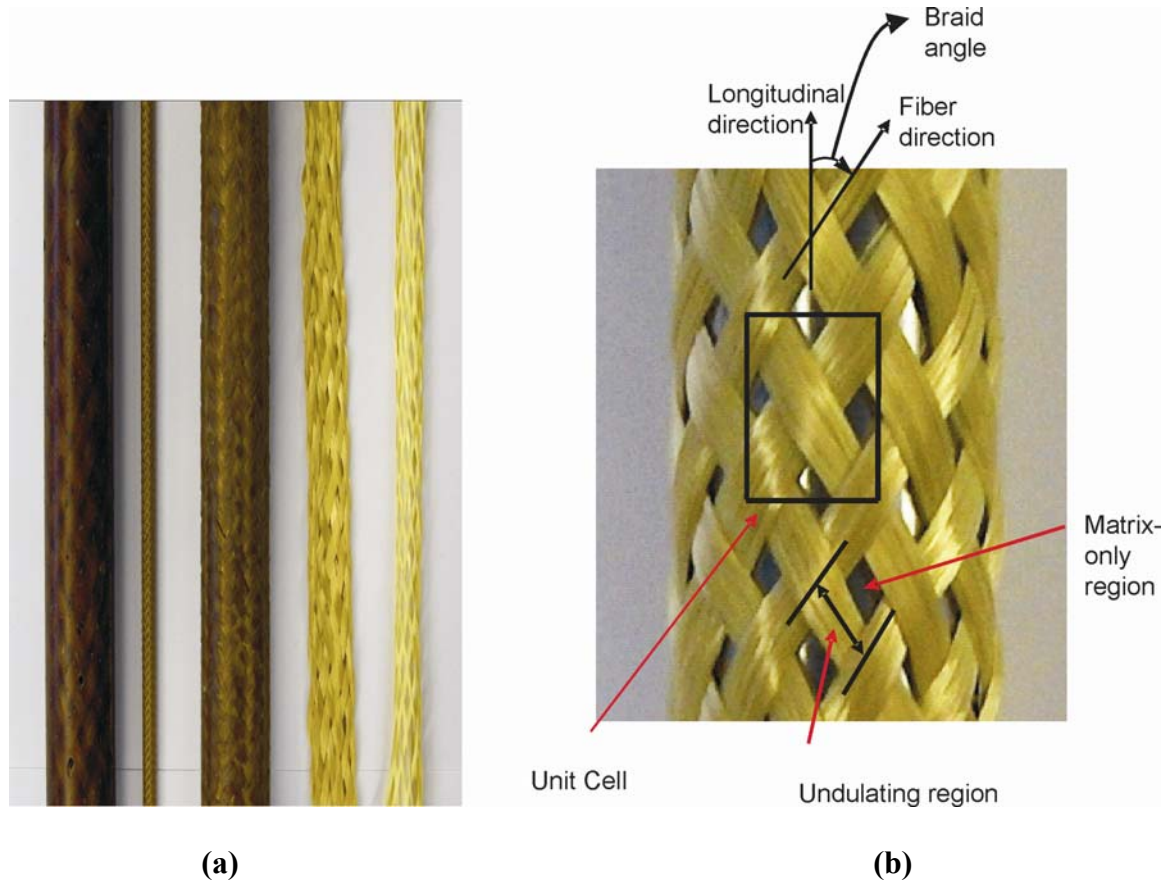 Braid
angle
Longitudinal
direction
Fiber
direction
Matrix-
only
region
Unit Cell
Undulating region
(a)
(b)